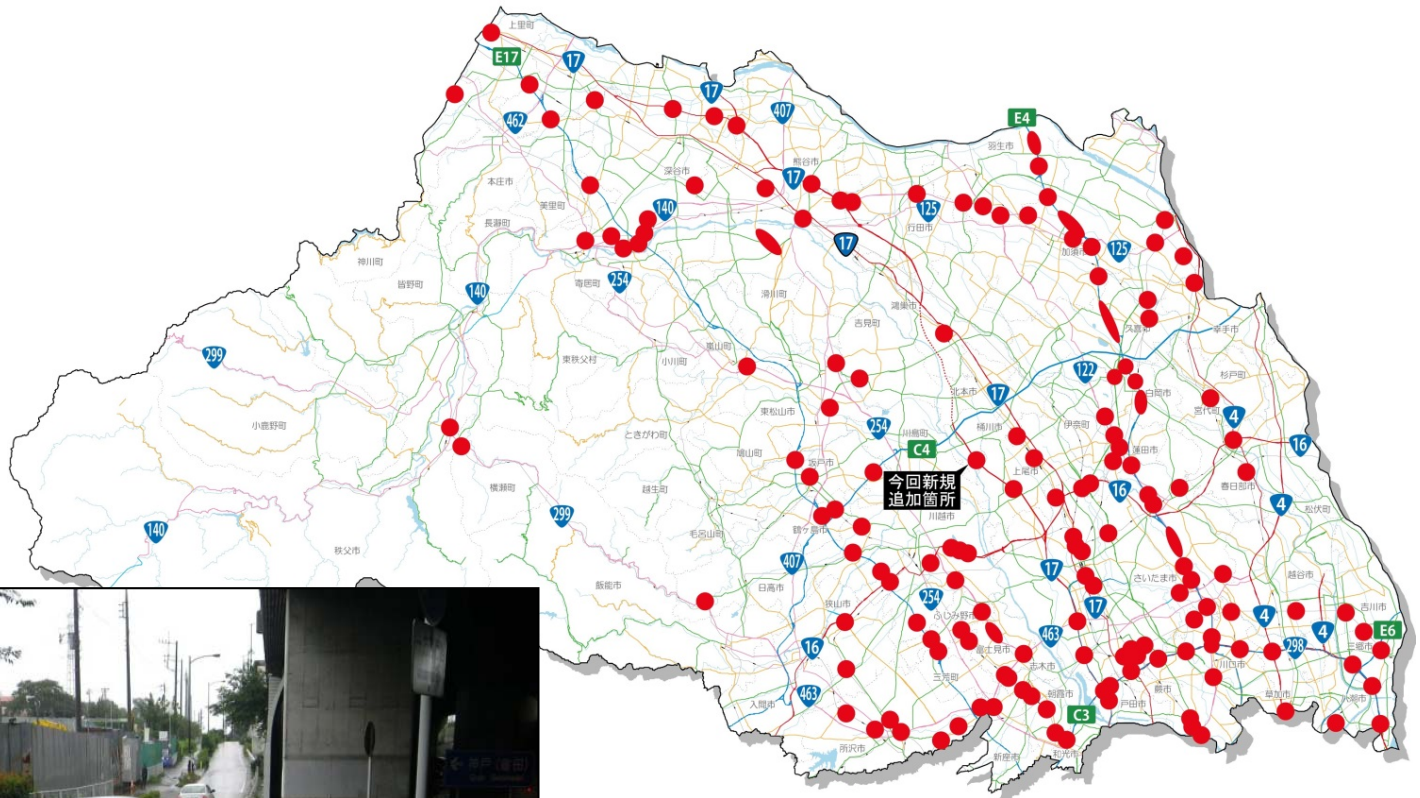 上里町
E17
17
17
462
407
E4
羽生市
熊谷市
深谷市
17
本庄市
美里町
140
長瀞町
125
行田市
17
加須市
125
神川町
皆野町
140
寄居町
254
滑川町
鴻巣市
吉見町
久喜市
幸手市
299
東秩父村
小川町
嵐山町
122
白岡市
杉戸町
北本市
17
宮代町
小鹿野町
東松山市
254
川島町
桶川市
伊奈町
4
16
ときがわ町
鳩山町
C4
蓮田市
坂戸市
上尾市
今回新規
追加箇所
16
春日部市
横瀬町
越生町
4
松伏町
299
川越市
鶴ヶ島市
140
毛呂山町
秩父市
407
17
さいたま市
越谷市
飯能市
日高市
狭山市
254
ふじみ野市
17
4
吉川市
16
463
富士見市
4
E6
298
三郷市
志木市
川口市
三芳町
463
朝霞市
蕨市
戸田市
入間市
C3
草加市
八潮市
所沢市
新座市
和光市